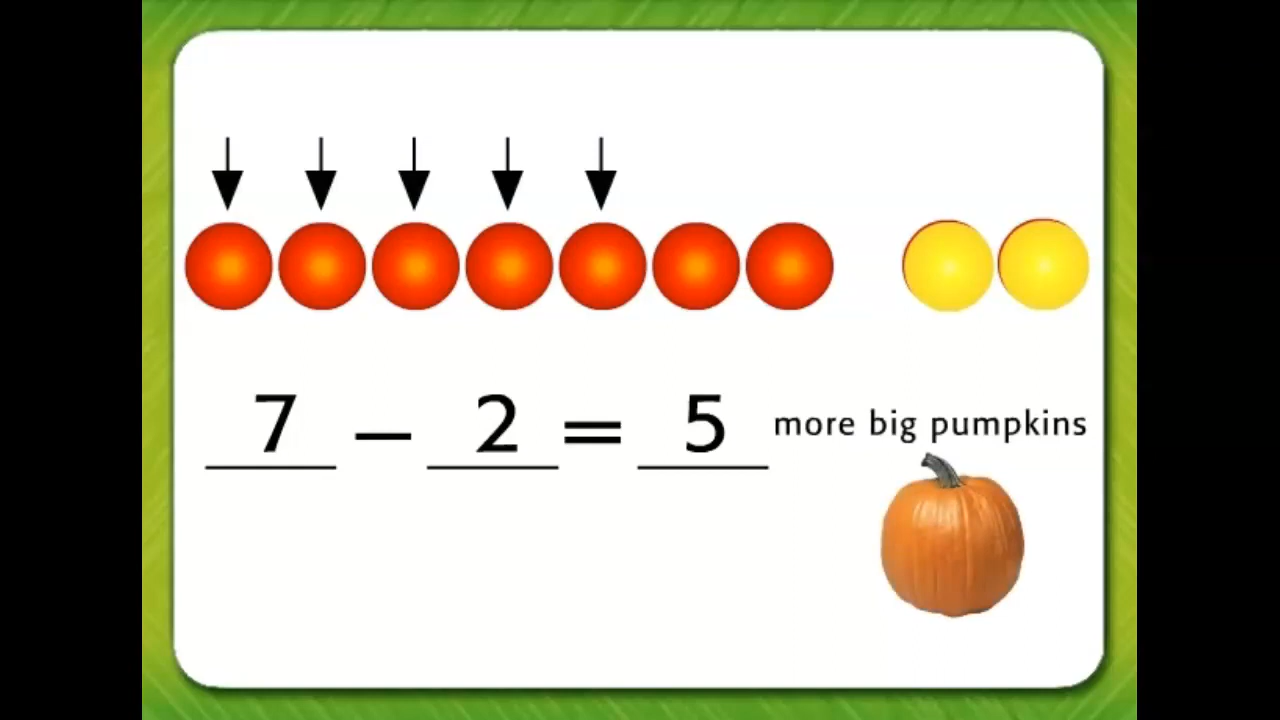 7 – 2 = 5 more big pumpkins